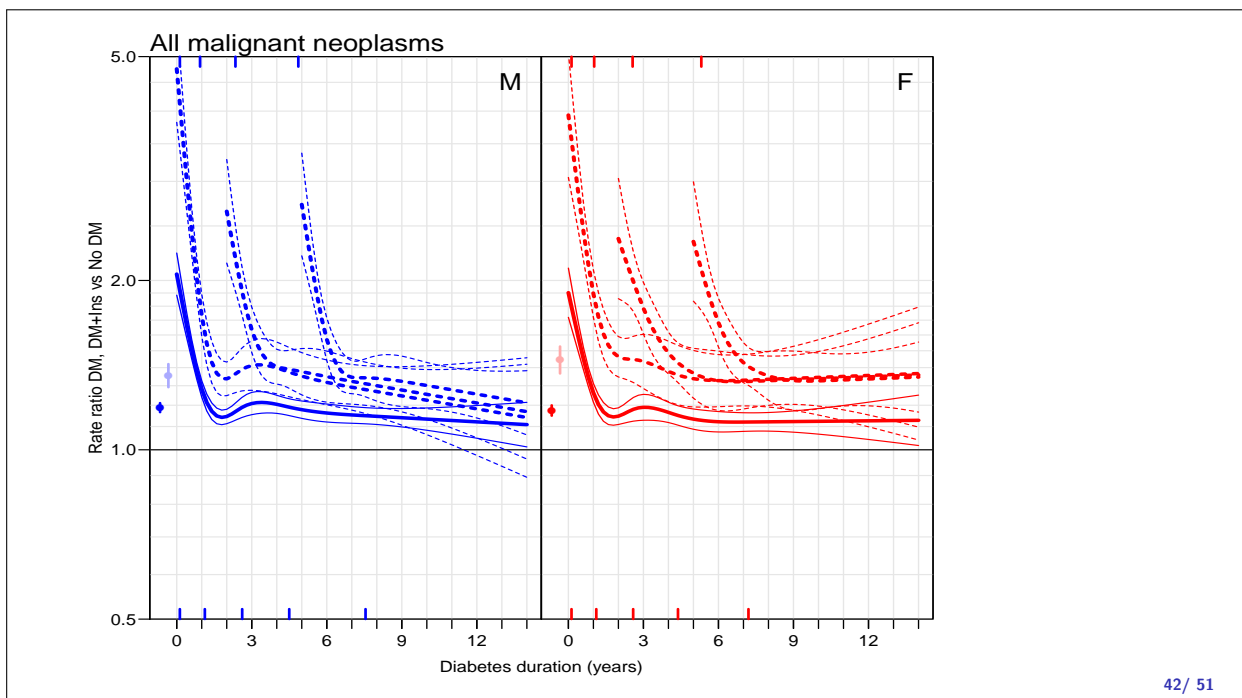 All malignant neoplasms
5.0
M
F
2.0
Rate ratio DM, DM+Ins vs No DM
1.0
0.5
0 3 6 9 12 0 3 6 9 12
Diabetes duration (years)
42/ 51